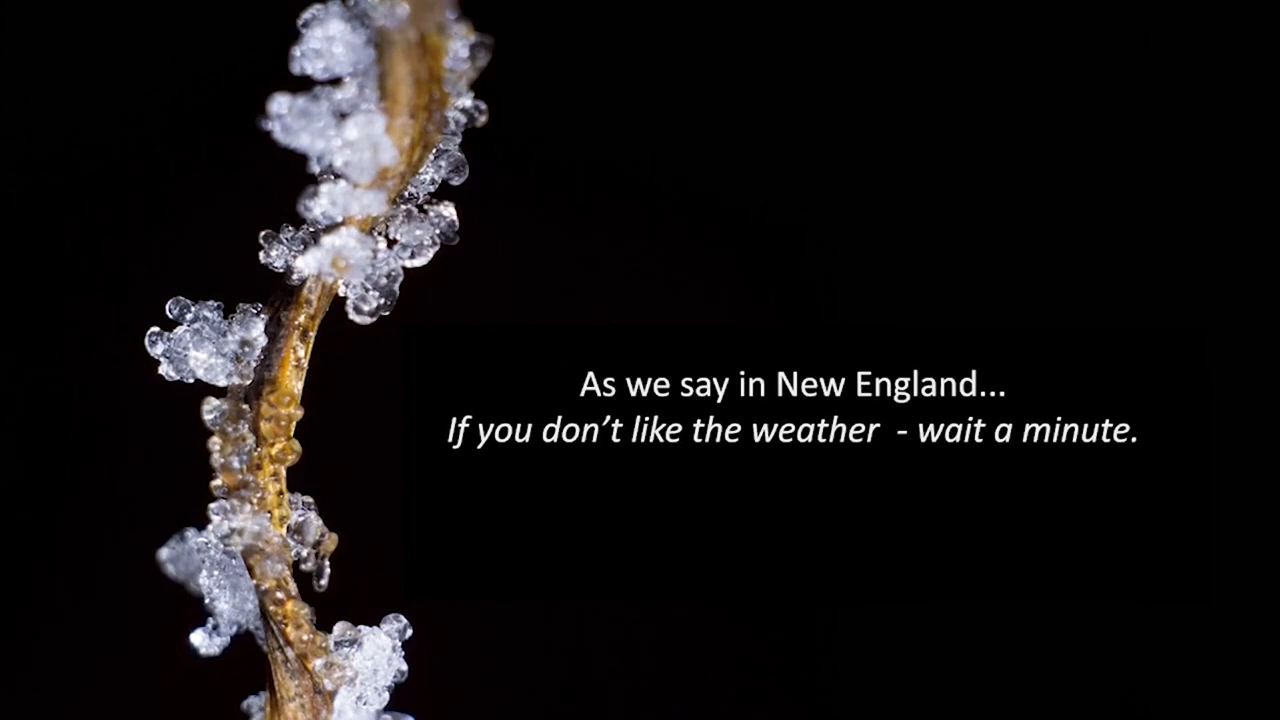 As we say in New England...
If you don’t like the weather  - wait a minute.